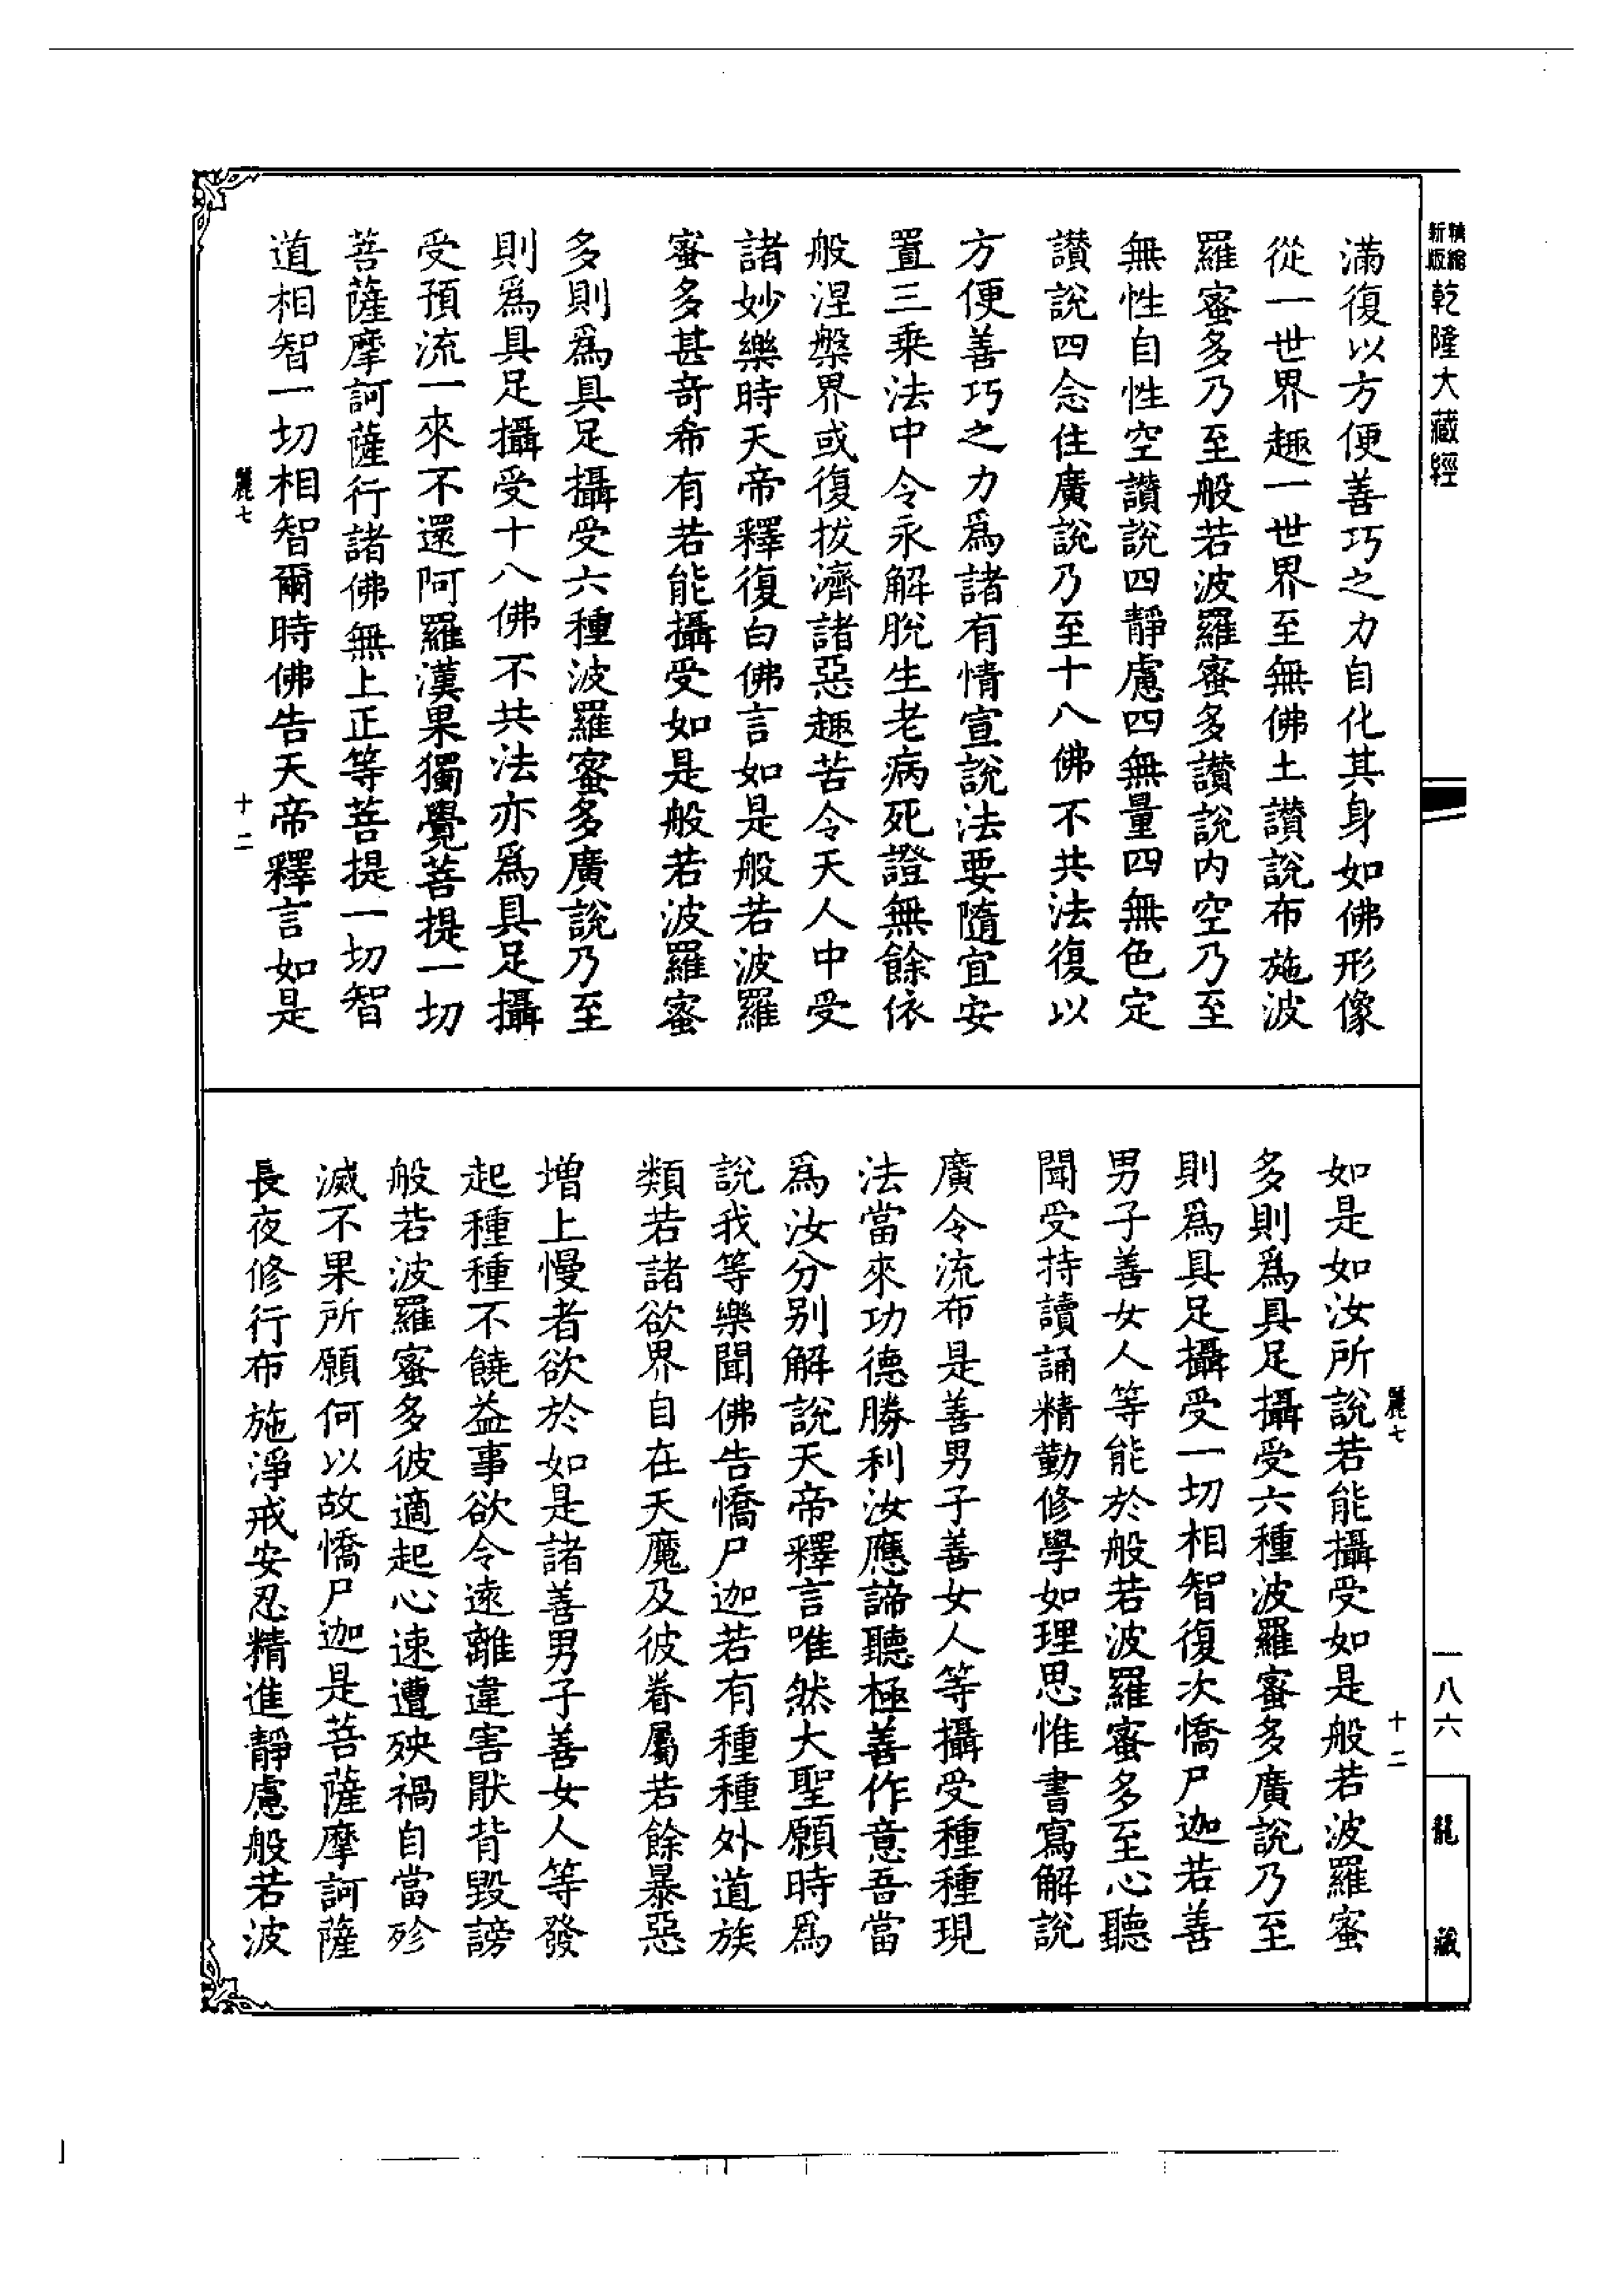 新版精縮乾隆大藏經
滿復以方便善巧之力自化其身如佛形像
從一世界趣一世界至無佛土讚說布施波
羅蜜多乃至般若波羅蜜多讚說内空乃至
無性自性空讚說四靜慮四無量四無色定
讚說四念住廣說乃至十八佛不共法復以
方便善巧之力爲諸有情宣說法要隨宜安
置三乗法中令永解脫生老病死證無餘依
般涅槃界或復拔濟諸惡趣苦令天人中受
諸妙樂時天帝釋復白佛言如是般若波羅
蜜多甚奇希有若能攝受如是般若波羅蜜
多則爲具足攝受六種波羅蜜多廣說乃至
則爲具足攝受十八佛不共法亦爲具足攝
受預流一來不還阿羅漢果獨覺菩提一切
菩薩摩訶薩行諸佛無上正等菩提一切智
道相智一切相智爾時佛告天帝釋言如是
麗七
十二
麗七
十二
如是如汝所說若能攝受如是般若波羅蜜
多則爲具足攝受六種波羅蜜多廣說乃至
則爲具足攝受一切相智復次憍尸迦若善
男子善女人等能於般若波羅蜜多至心聽
聞受持讀誦精勤修學如理思惟書寫解說
廣令流布是善男子善女人等攝受種種現
法當來功德勝利汝應諦聽極善作意吾當
爲汝分別解說天帝釋言唯然大聖願時爲
說我等樂聞佛告憍尸迦若有種種外道族
類若諸欲界自在天魔及彼眷屬若餘暴惡
增上慢者欲於如是諸善男子善女人等發
起種種不饒益事欲令遠離違害猒背毀謗
般若波羅蜜多彼適起心速遭殃禍自當殄
滅不果所願何以故憍尸迦是菩薩摩訶薩
長夜修行布施淨戒安忍精進靜慮般若波
一八六
龍藏